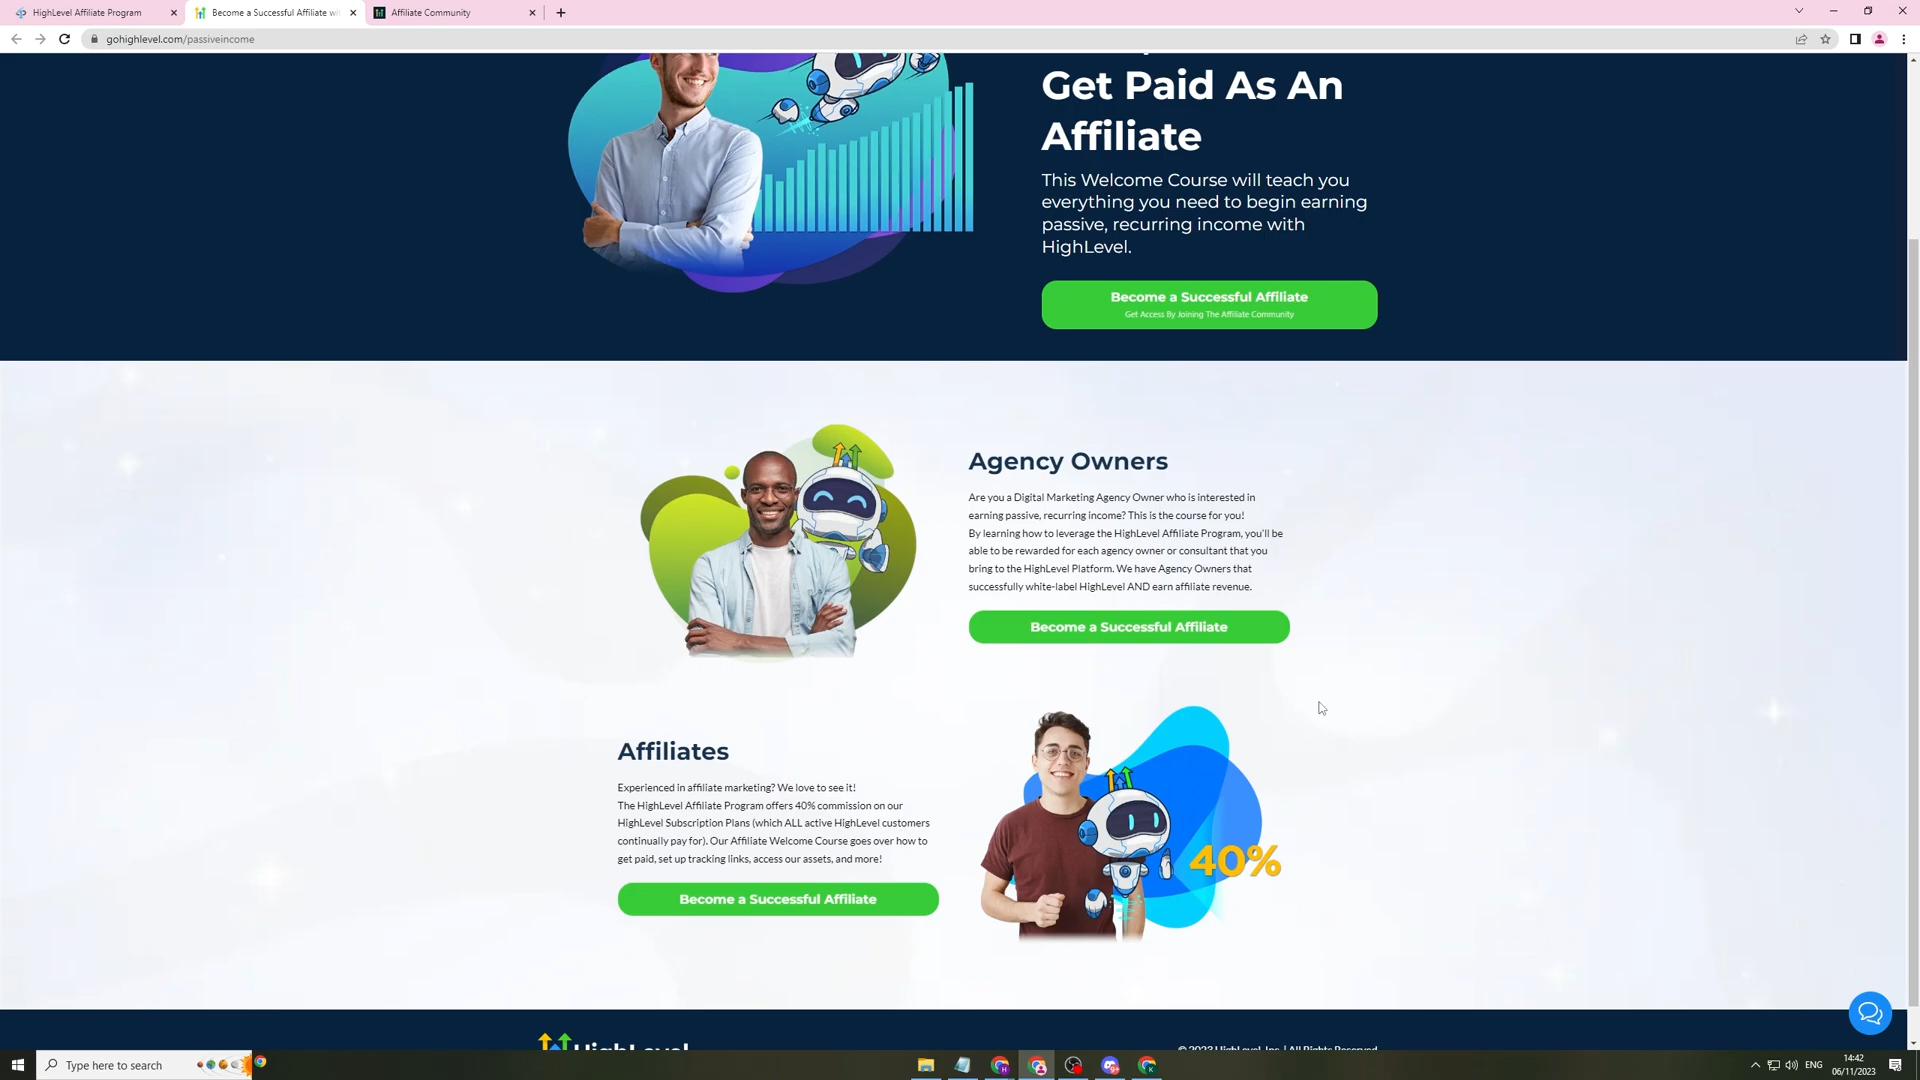 HighLevel Affiliate Program
Become a Successful Affiliate wi
Affiliate Community
gohighlevel.com/passiveincome
Get Paid As An
Affiliate
This Welcome Course will teach you
everything you need to begin earning
passive, recurring income with
HighLevel.
Become a Successful Affiliate
Get Access By Joining The Affiliate Community
Agency Owners
Are you a Digital Marketing Agency Owner who is interested in
earning passive, recurring income? This is the course for you!
By learning how to leverage the HighLevel Affiliate Program, you'll be
able to be rewarded for each agency owner or consultant that you
bring to the HighLevel Platform. We have Agency Owners that
successfully white-label HighLevel AND earn affiliate revenue.
Become a Successful Affiliate
Affiliates
Experienced in affiliate marketing? We love to see it!
The HighLevel Affiliate Program offers 40% commission on our
HighLevel Subscription Plans (which ALL active HighLevel customers
continually pay for). Our Affiliate Welcome Course goes over how to
get paid, set up tracking links, access our assets, and more!
Become a Successful Affiliate
40%
HighLevel
© 2023 HighLevel, Inc. | All Rights Reserved
Type here to search
ENG
14:42
06/11/2023